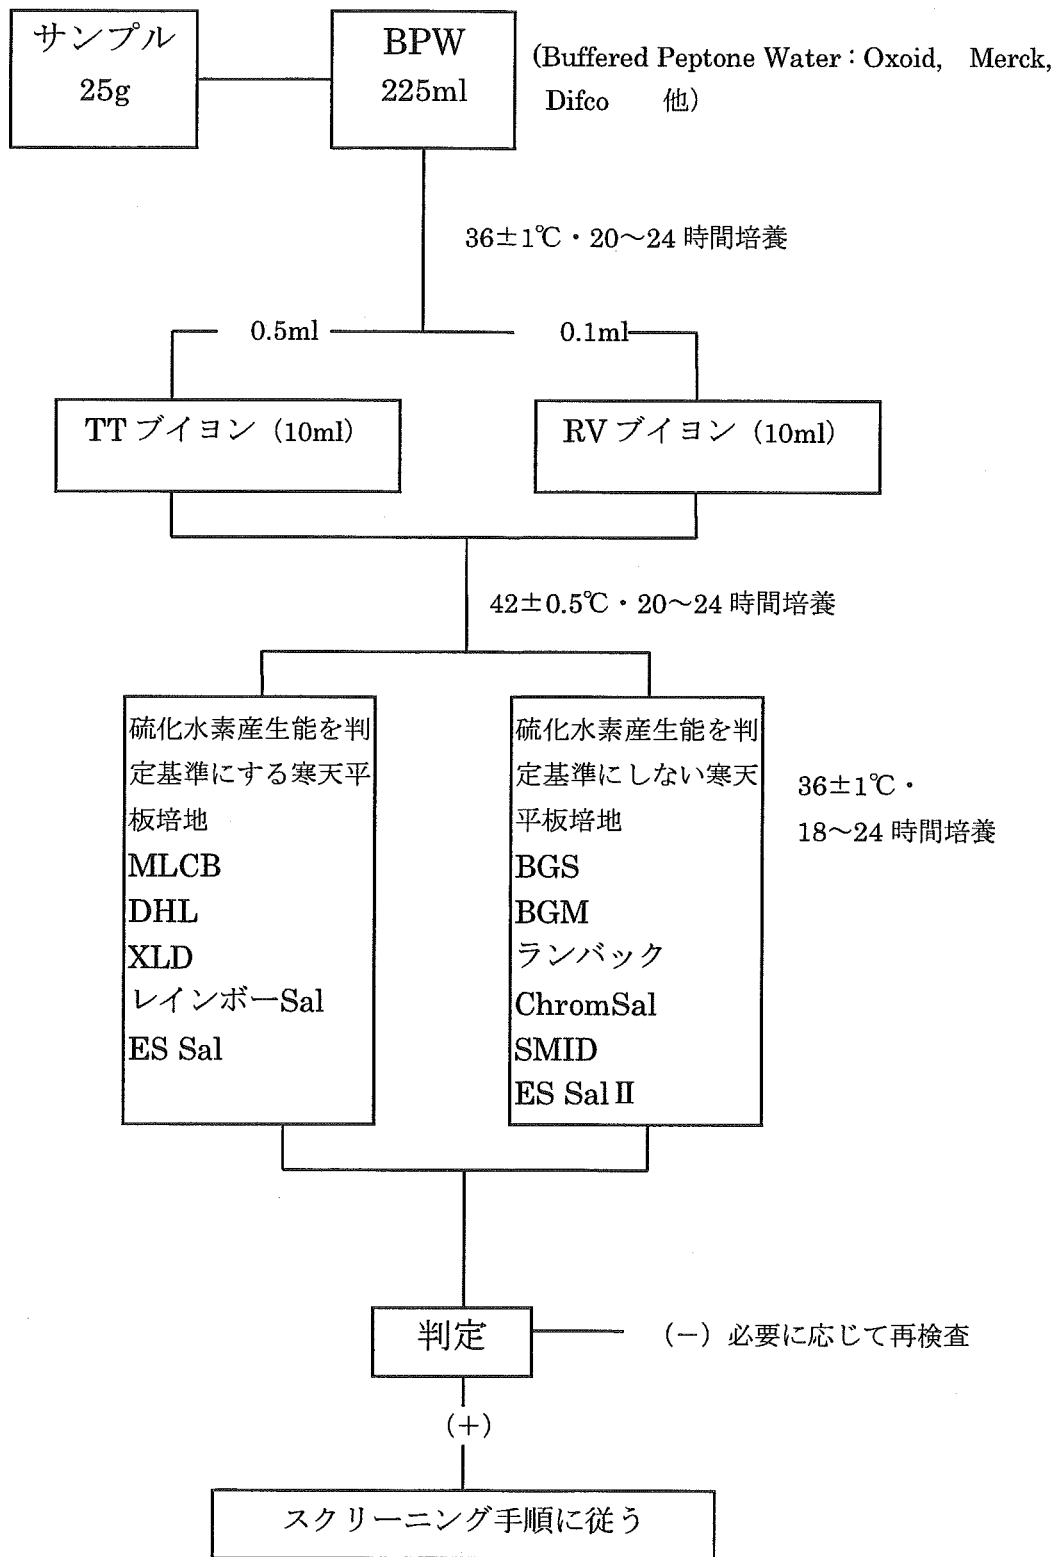 サンプル
25g
BPW
225ml
(Buffered Peptone Water：Oxoid, Merck,
Difco 他)
36±1℃・20～24 時間培養
0.5ml
0.1ml
TT ブイヨン (10ml)
RV ブイヨン (10ml)
42±0.5℃・20～24 時間培養
硫化水素産生能を判
定基準にする寒天平
板培地
MLCB
DHL
XLD
レインボーSal
ES Sal
硫化水素産生能を判
定基準にしない寒天
平板培地
BGS
BGM
ランバック
ChromSal
SMID
ES Sal Ⅱ
36±1℃・
18～24 時間培養
判定
(－) 必要に応じて再検査
(＋)
スクリーニング手順に従う